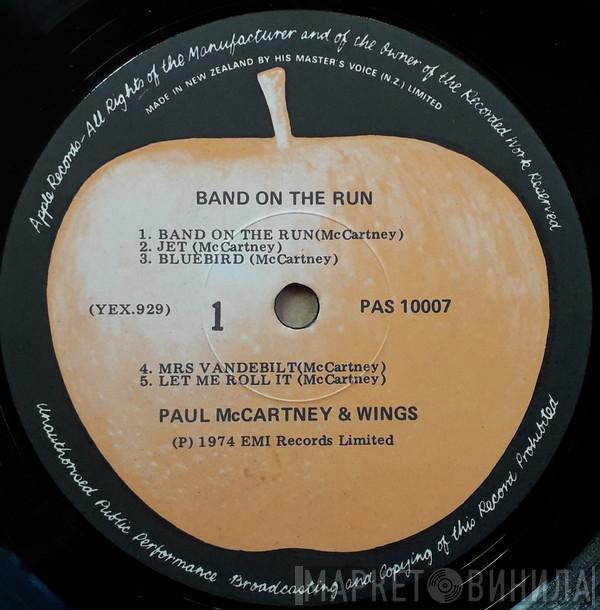 Apple Records-All Rights of the Manufacturer and of the Owner of the Recorded Work Reserved
MADE IN NEW ZEALAND BY HIS MASTER'S VOICE (N.Z.) LIMITED
BAND ON THE RUN
1. BAND ON THE RUN(McCartney)
2. JET (McCartney)
3. BLUEBIRD (McCartney)
(YEX.929) 1 PAS 10007
4. MRS VANDEBILT(McCartney)
5. LET ME ROLL IT (McCartney)
PAUL McCARTNEY & WINGS
(P) 1974 EMI Records Limited
Unauthorised Public Performance Broadcasting and Copying of this Record Prohibited
МАРКЕТ ВИНИЛА